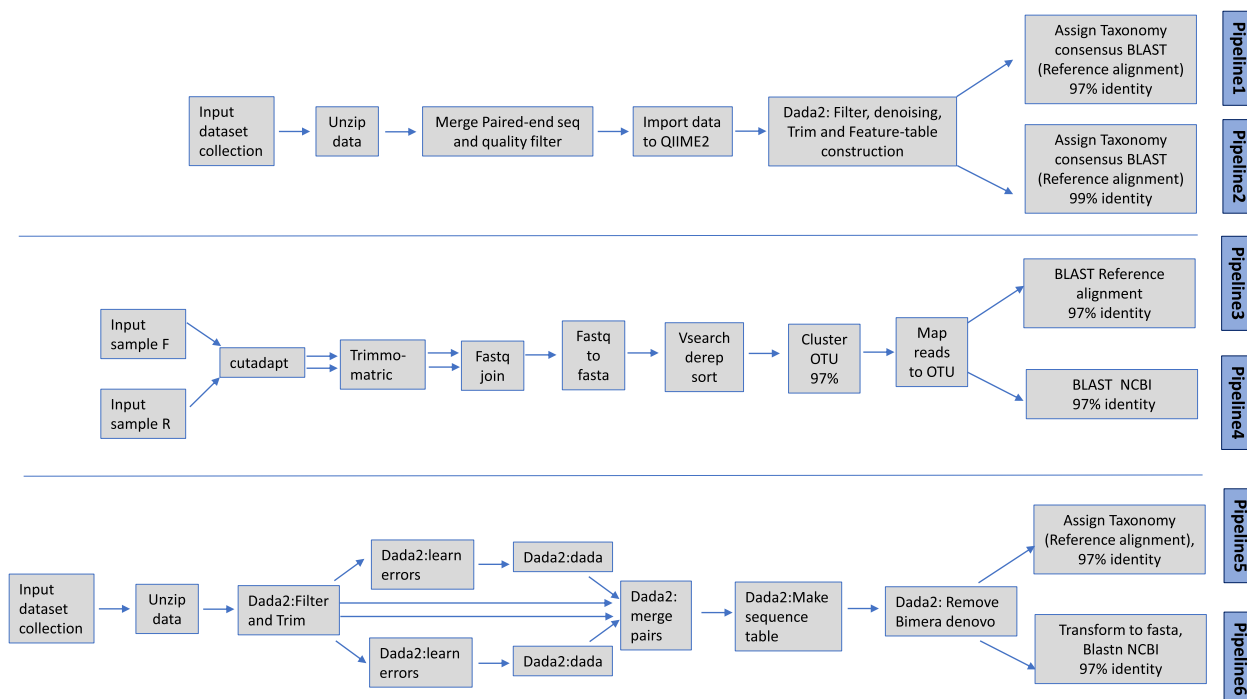 Input
dataset
collection
Unzip
data
Merge Paired-end seq
and quality filter
Import data
to QIIME2
Dada2: Filter, denoising,
Trim and Feature-table
construction
Assign Taxonomy
consensus BLAST
(Reference alignment)
97% identity
Pipeline1
Assign Taxonomy
consensus BLAST
(Reference alignment)
99% identity
Pipeline2
Input
sample F
Input
sample R
cutadapt
Trimmo-
matric
Fastq
join
Fastq
to
fasta
Vsearch
derep
sort
Cluster
OTU
97%
Map
reads
to OTU
BLAST Reference
alignment
97% identity
Pipeline3
BLAST NCBI
97% identity
Pipeline4
Input
dataset
collection
Unzip
data
Dada2:Filter
and Trim
Dada2:learn
errors
Dada2:dada
Dada2:learn
errors
Dada2:dada
Dada2:
merge
pairs
Dada2:Make
sequence
table
Dada2: Remove
Bimera denovo
Assign Taxonomy
(Reference alignment),
97% identity
Pipeline5
Transform to fasta,
Blastn NCBI
97% identity
Pipeline6